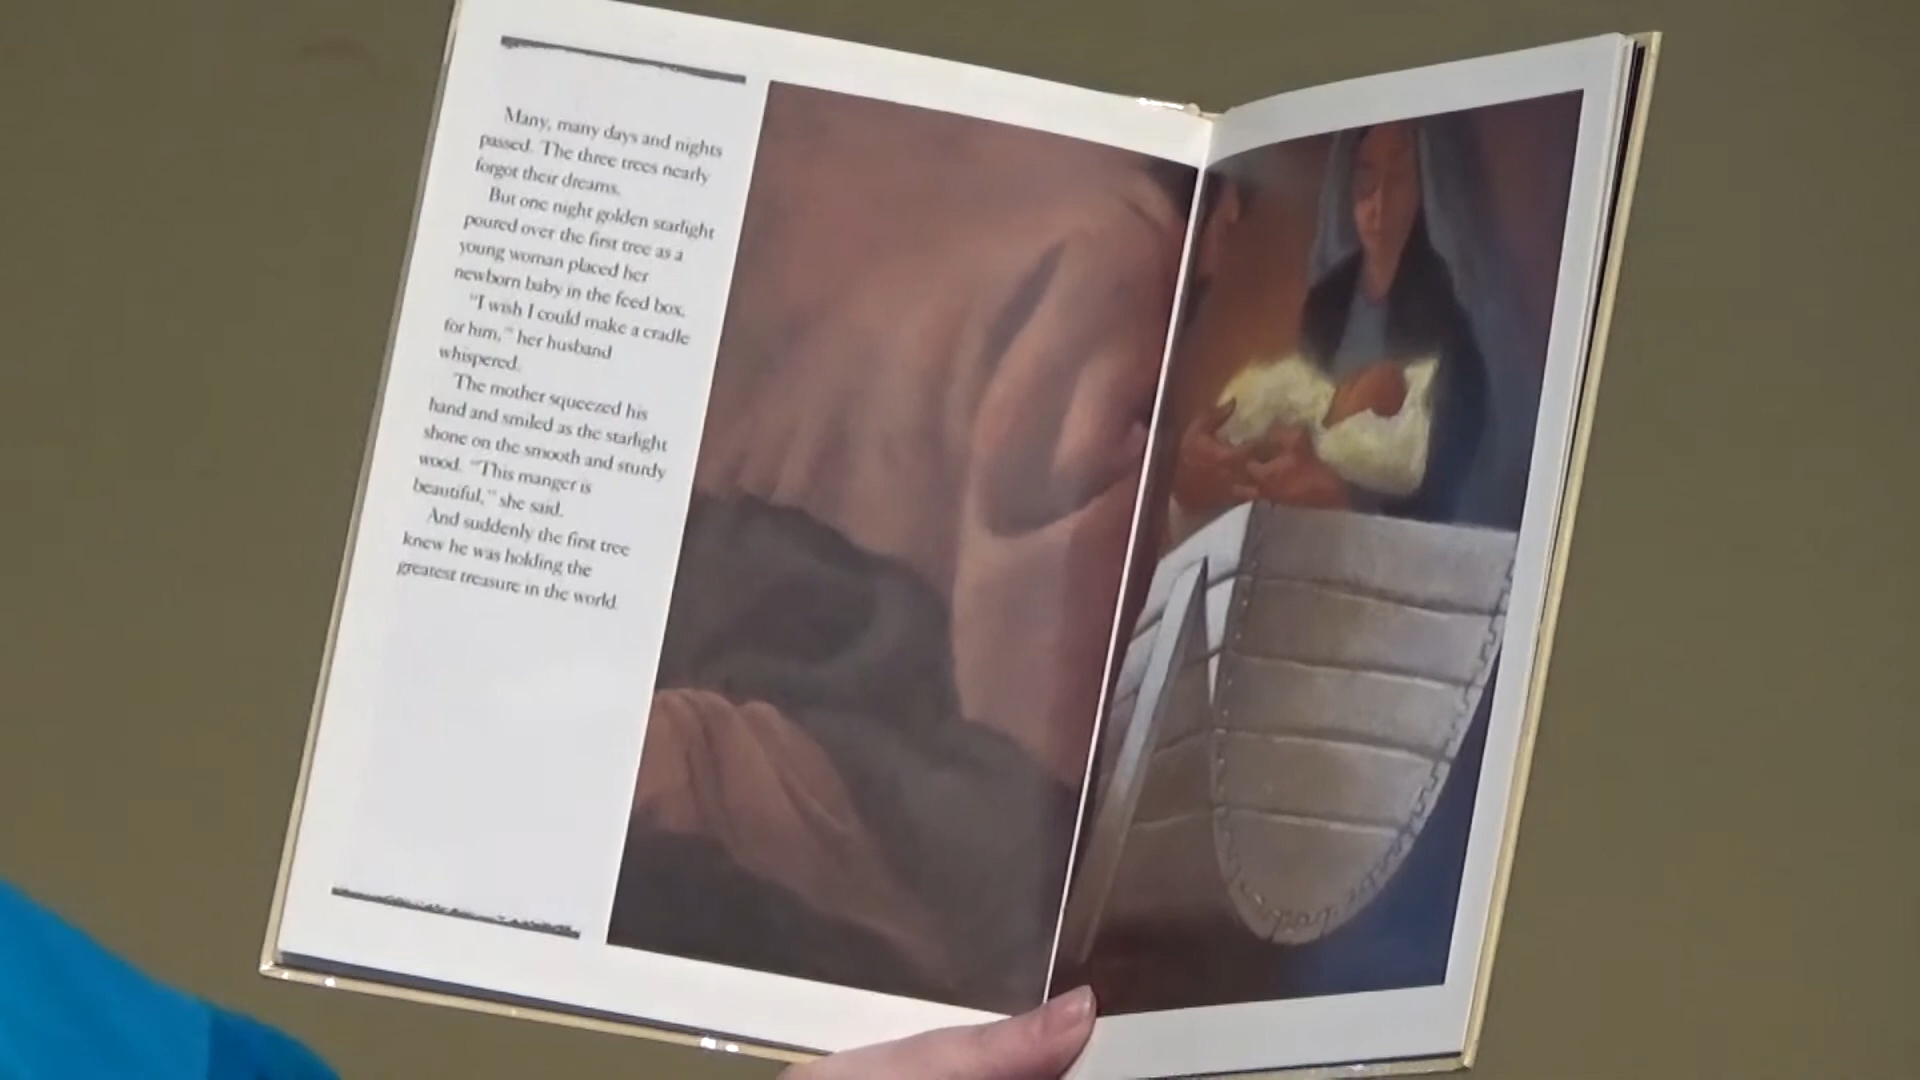 Many, many days and nights
passed. The three trees nearly
forgot their dreams.
But one night golden starlight
poured over the first tree as a
young woman placed her
newborn baby in the feed box.
"I wish I could make a cradle
for him," her husband
whispered.
The mother squeezed his
hand and smiled as the starlight
shone on the smooth and sturdy
wood. "This manger is
beautiful," she said.
And suddenly the first tree
knew he was holding the
greatest treasure in the world.